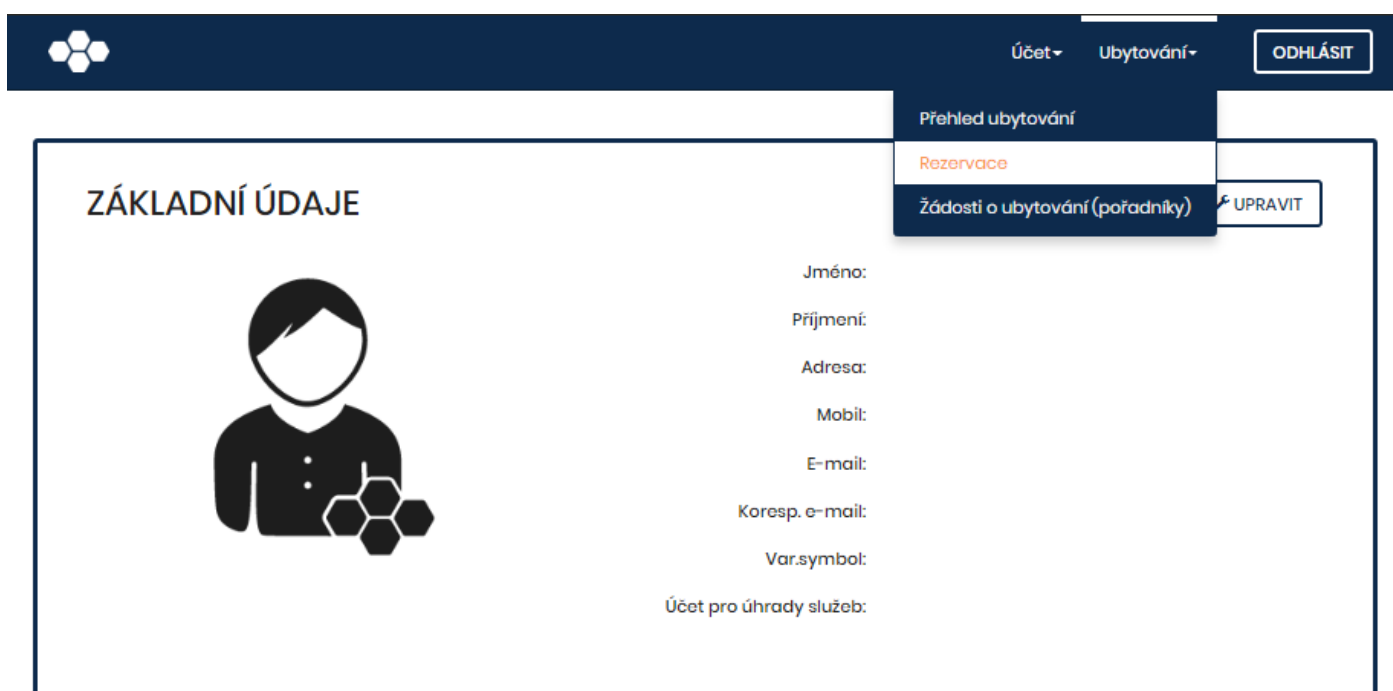 Účet
Ubytování
ODHLÁSIT
Přehled ubytování
Rezervace
Žádosti o ubytování (pořadníky)
ZÁKLADNÍ ÚDAJE
UPRAVIT
Jméno:
Příjmení:
Adresa:
Mobil:
E-mail:
Koresp. e-mail:
Var.symbol:
Účet pro úhrady služeb: